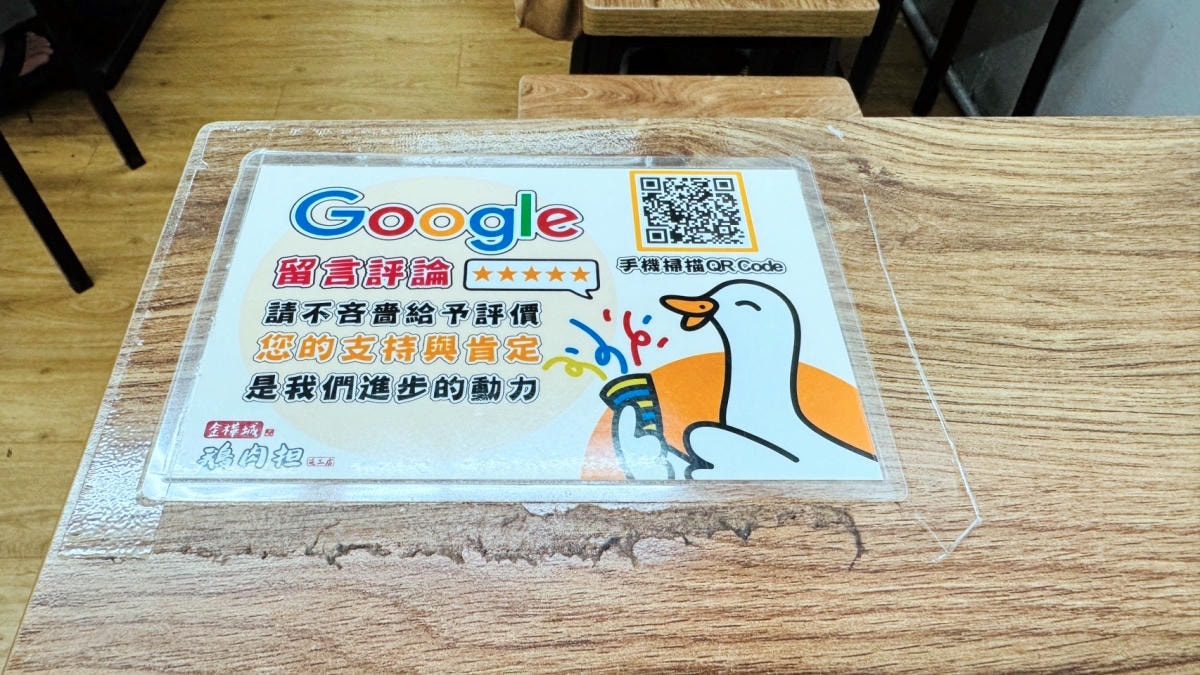 Google
留言評論
請不吝嗇給予評價
您的支持與肯定
是我們進步的動力
手機掃描QR Code
金樺城
鵝肉担